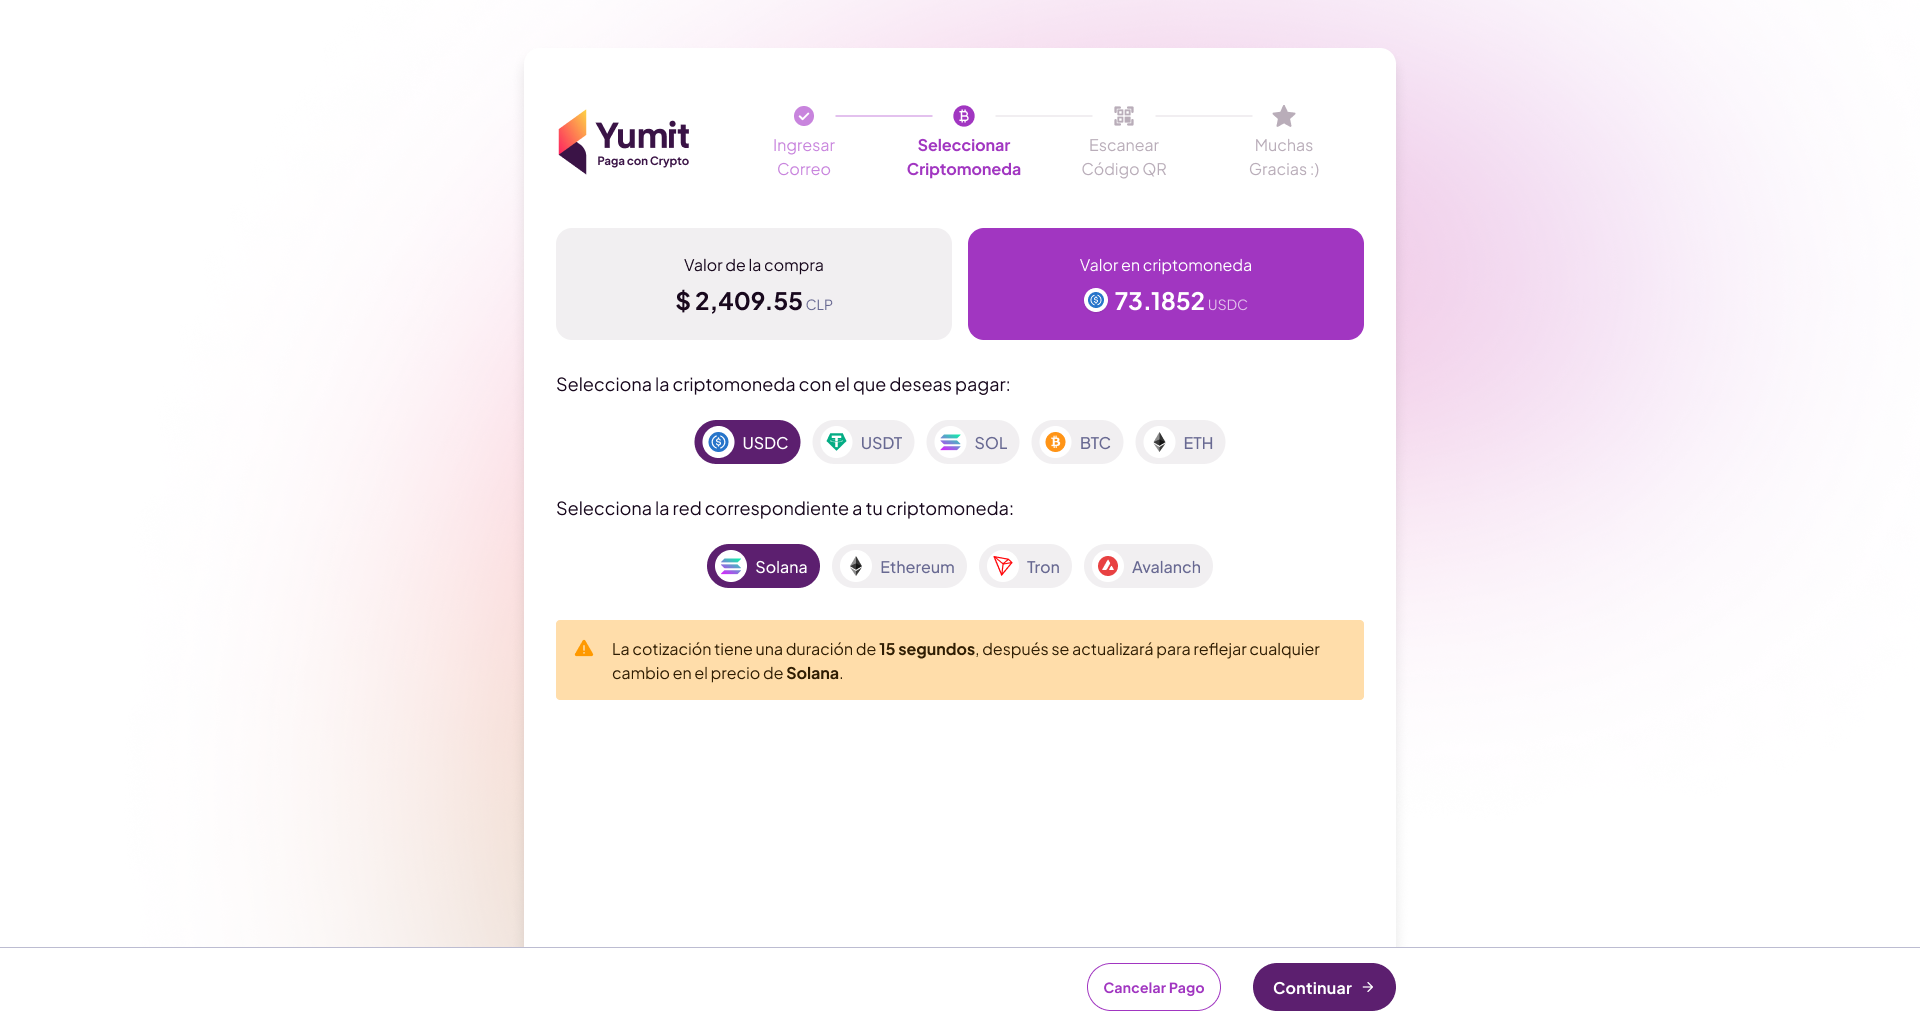 Yumit
Paga con Crypto
Ingresar
Correo
Seleccionar
Criptomoneda
Escanear
Código QR
Muchas
Gracias :)
Valor de la compra
$ 2,409.55 CLP
Valor en criptomoneda
73.1852 USDC
Selecciona la criptomoneda con el que deseas pagar:
USDC
USDT
SOL
BTC
ETH
Selecciona la red correspondiente a tu criptomoneda:
Solana
Ethereum
Tron
Avalanch
La cotización tiene una duración de 15 segundos, después se actualizará para reflejar cualquier
cambio en el precio de Solana.
Cancelar Pago
Continuar